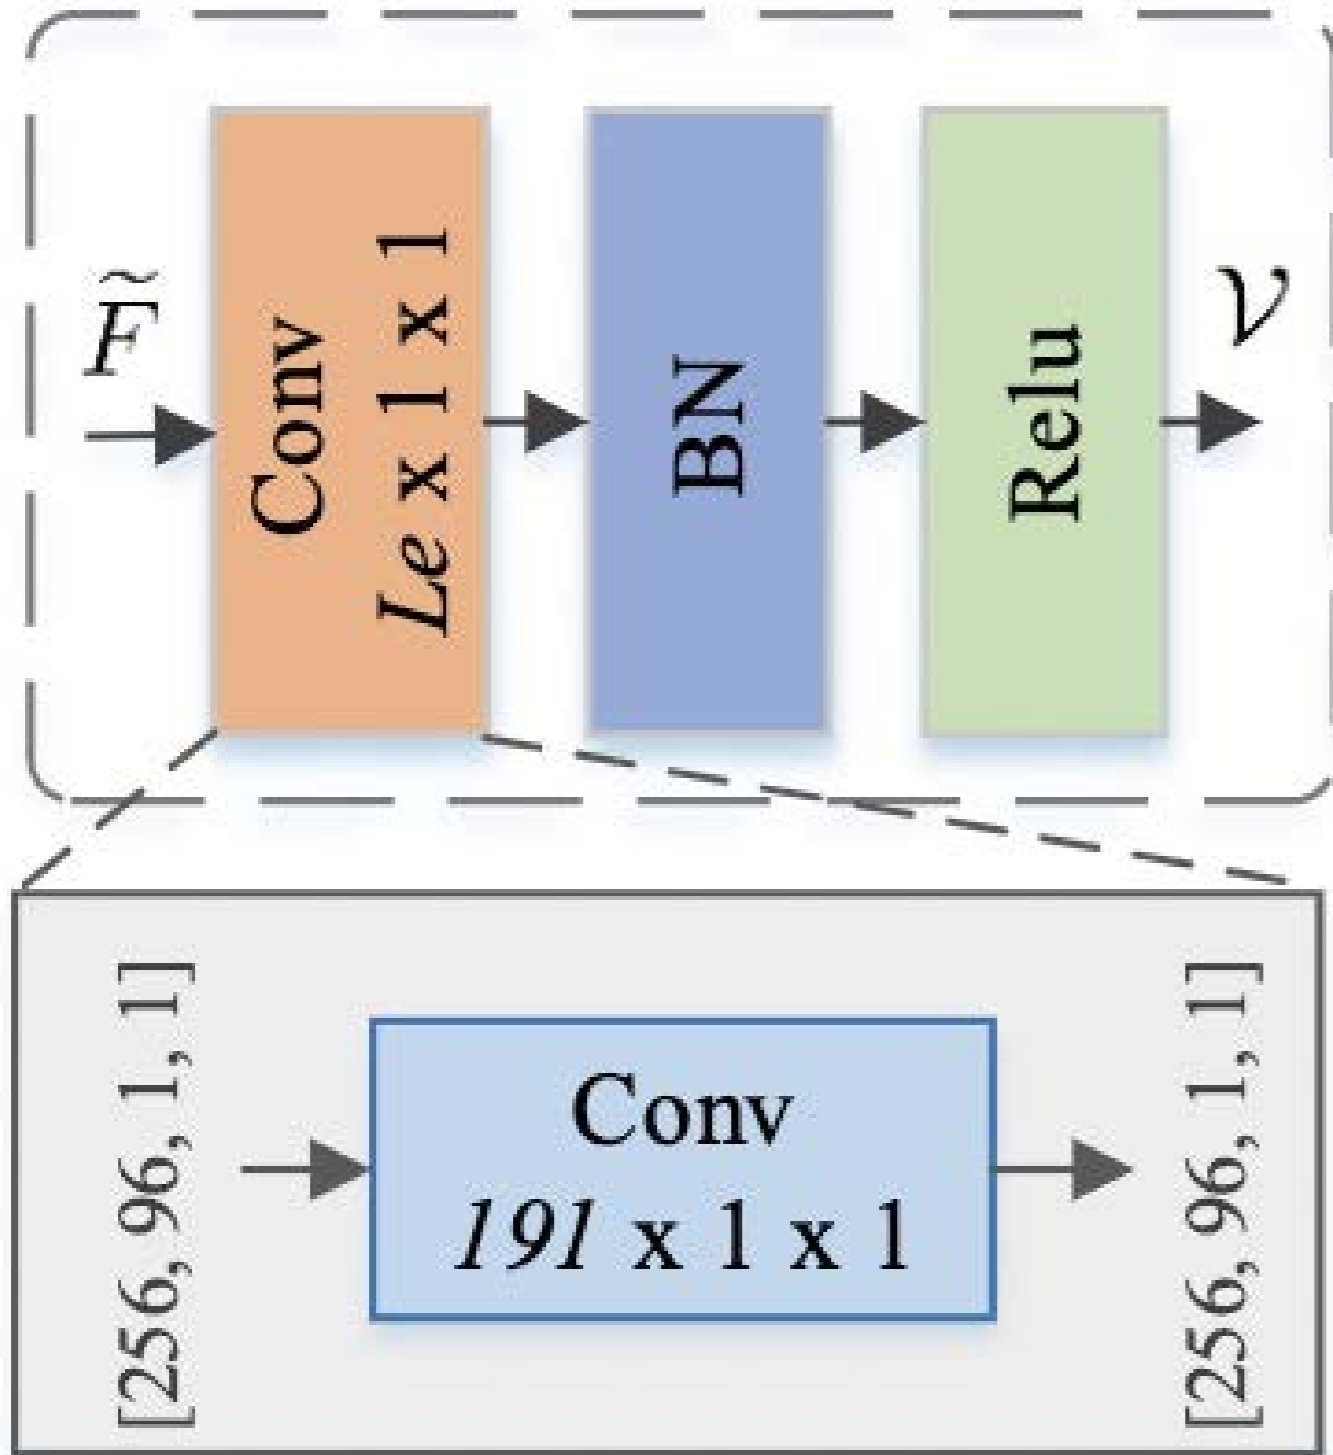 F̃
Conv
Le x 1 x 1
BN
Relu
𝒱
[256, 96, 1, 1]
Conv
191 x 1 x 1
[256, 96, 1, 1]